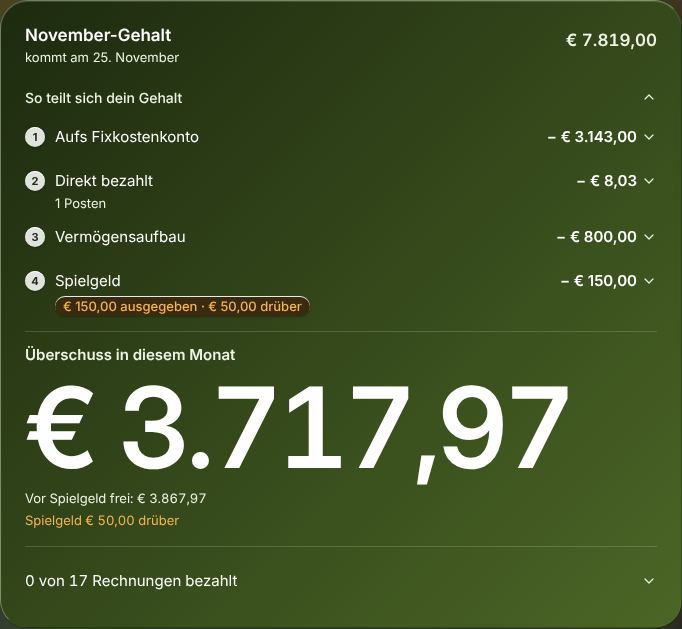 November-Gehalt
€ 7.819,00
kommt am 25. November
So teilt sich dein Gehalt
1 Aufs Fixkostenkonto – € 3.143,00
2 Direkt bezahlt – € 8,03
1 Posten
3 Vermögensaufbau – € 800,00
4 Spielgeld – € 150,00
€ 150,00 ausgegeben · € 50,00 drüber
Überschuss in diesem Monat
€ 3.717,97
Vor Spielgeld frei: € 3.867,97
Spielgeld € 50,00 drüber
0 von 17 Rechnungen bezahlt